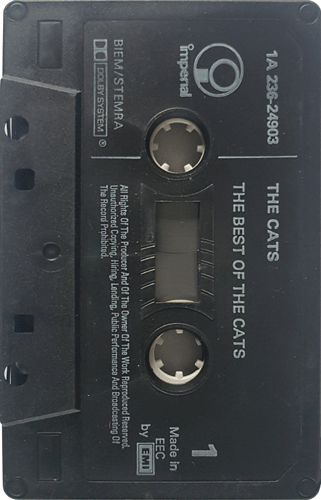 1A 236-24903
imperial
BIEM/STEMRA
DOLBY SYSTEM ®
THE CATS
THE BEST OF THE CATS
All Rights Of The Producer And Of The Owner Of The Work Reproduced Reserved.
Unauthorized Copying, Hiring, Lending, Public Performance And Broadcasting Of
The Record Prohibited.
1
Made in
EEC
by EMI